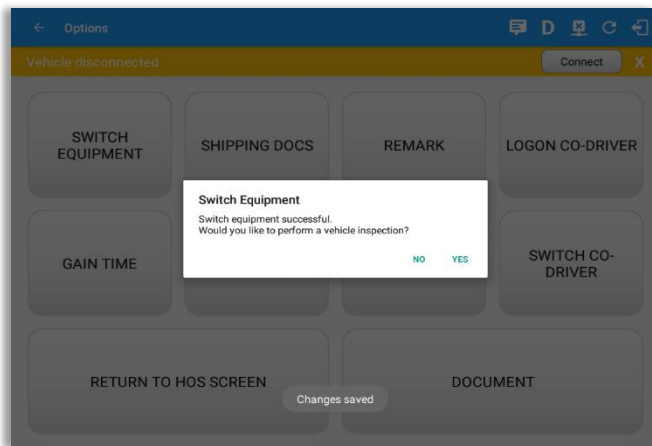 Options
D
Vehicle disconnected
Connect
X
SWITCH
EQUIPMENT
SHIPPING DOCS
REMARK
LOGON CO-DRIVER
Switch Equipment
Switch equipment successful.
Would you like to perform a vehicle inspection?
NO
YES
GAIN TIME
SWITCH CO-
DRIVER
RETURN TO HOS SCREEN
DOCUMENT
Changes saved